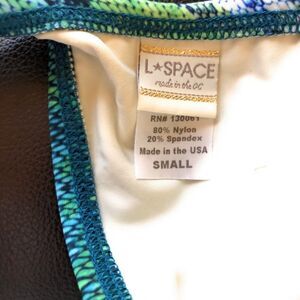 L★SPACE
made in the OC
RN# 130061
80% Nylon
20% Spandex
Made in the USA
SMALL